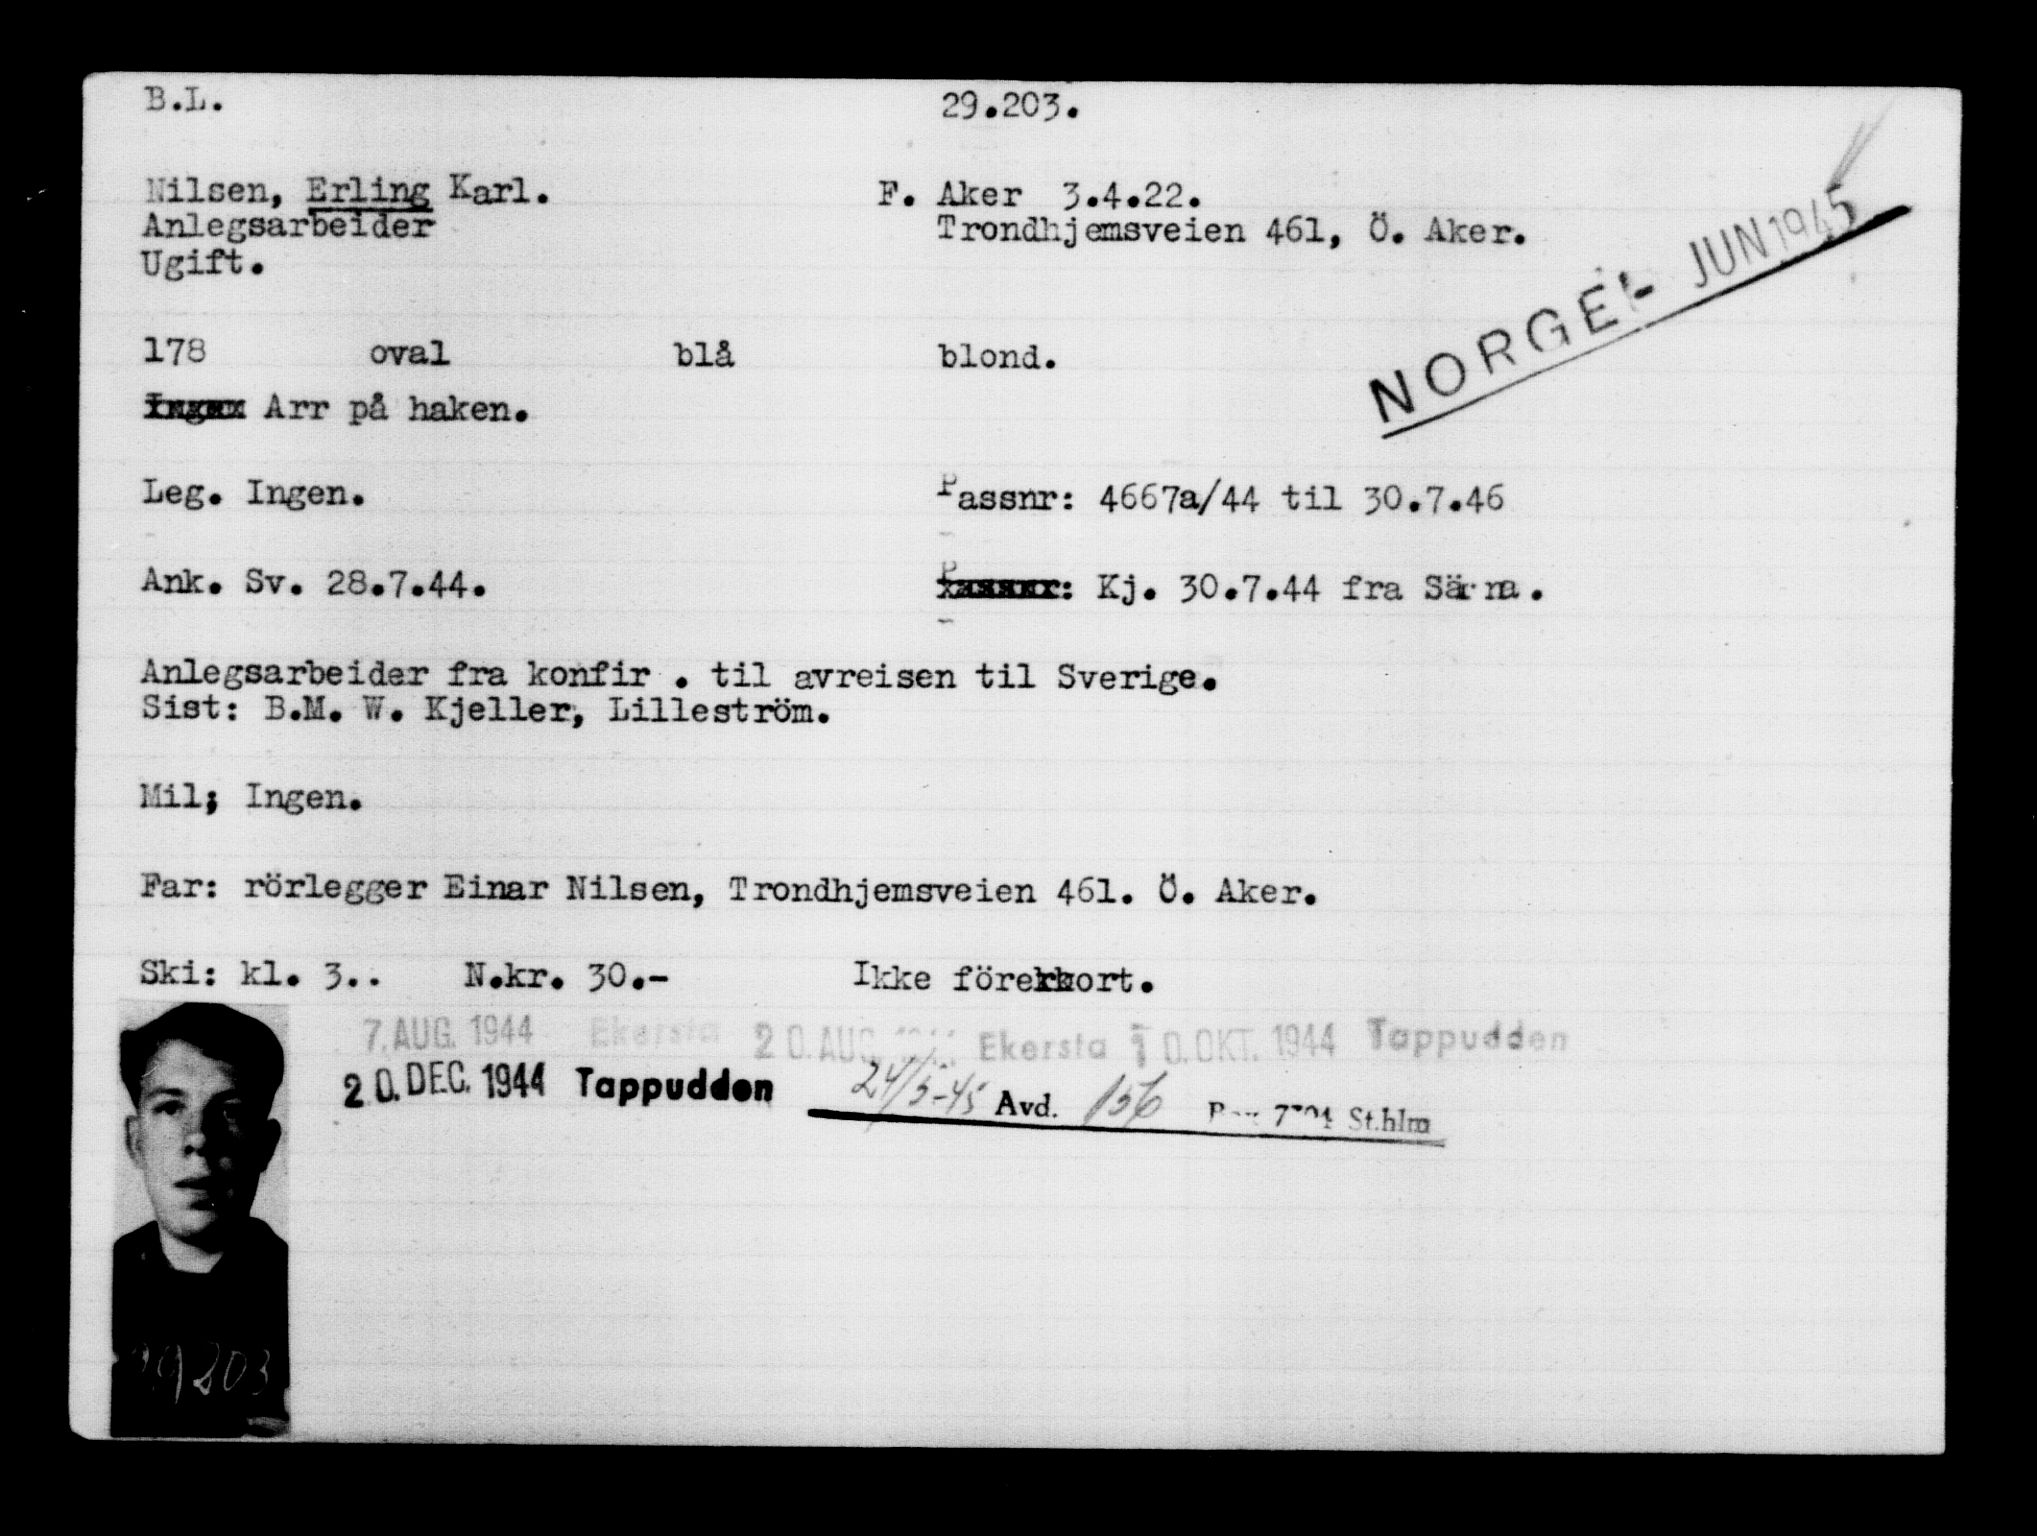 B.L. 29.203.
Nilsen, Erling Karl. F. Aker 3.4.22.
Anlegsarbeider Trondhjemsveien 461, Ö. Aker.
Ugift.
NORGE - JUN 1945
178 oval blå blond.
Arr på haken.
Leg. Ingen. Passnr: 4667a/44 til 30.7.46
Ank. Sv. 28.7.44. Kj. 30.7.44 fra Särna.
Anlegsarbeider fra konfir . til avreisen til Sverige.
Sist: B.M. W. Kjeller, Lilleström.
Mil; Ingen.
Far: rörlegger Einar Nilsen, Trondhjemsveien 461. Ö. Aker.
Ski: kl. 3.. N.kr. 30.- Ikke förerkort.
7. AUG. 1944 Ekersta 20. AUG. Ekersta 10. OKT. 1944 Tappudden
20. DEC. 1944 Tappudden 24/5-45 Avd. 156 St.hlm
29203